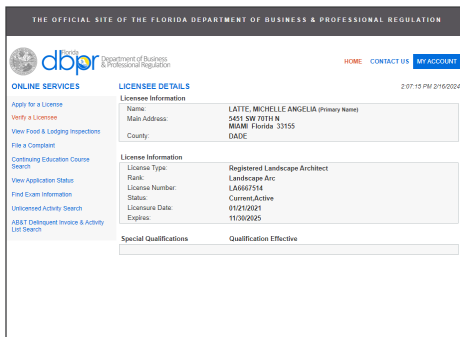 THE OFFICIAL SITE OF THE FLORIDA DEPARTMENT OF BUSINESS & PROFESSIONAL REGULATION
Florida
dbpr Department of Business
& Professional Regulation
HOME CONTACT US MY ACCOUNT
ONLINE SERVICES
Apply for a License
Verify a Licensee
View Food & Lodging Inspections
File a Complaint
Continuing Education Course
Search
View Application Status
Find Exam Information
Unlicensed Activity Search
AB&T Delinquent Invoice & Activity
List Search
LICENSEE DETAILS 2:07:15 PM 2/16/2024
Licensee Information
Name: LATTE, MICHELLE ANGELIA (Primary Name)
Main Address: 5451 SW 70TH N
MIAMI Florida 33155
County: DADE
License Information
License Type: Registered Landscape Architect
Rank: Landscape Arc
License Number: LA6667514
Status: Current,Active
Licensure Date: 01/21/2021
Expires: 11/30/2025
Special Qualifications Qualification Effective